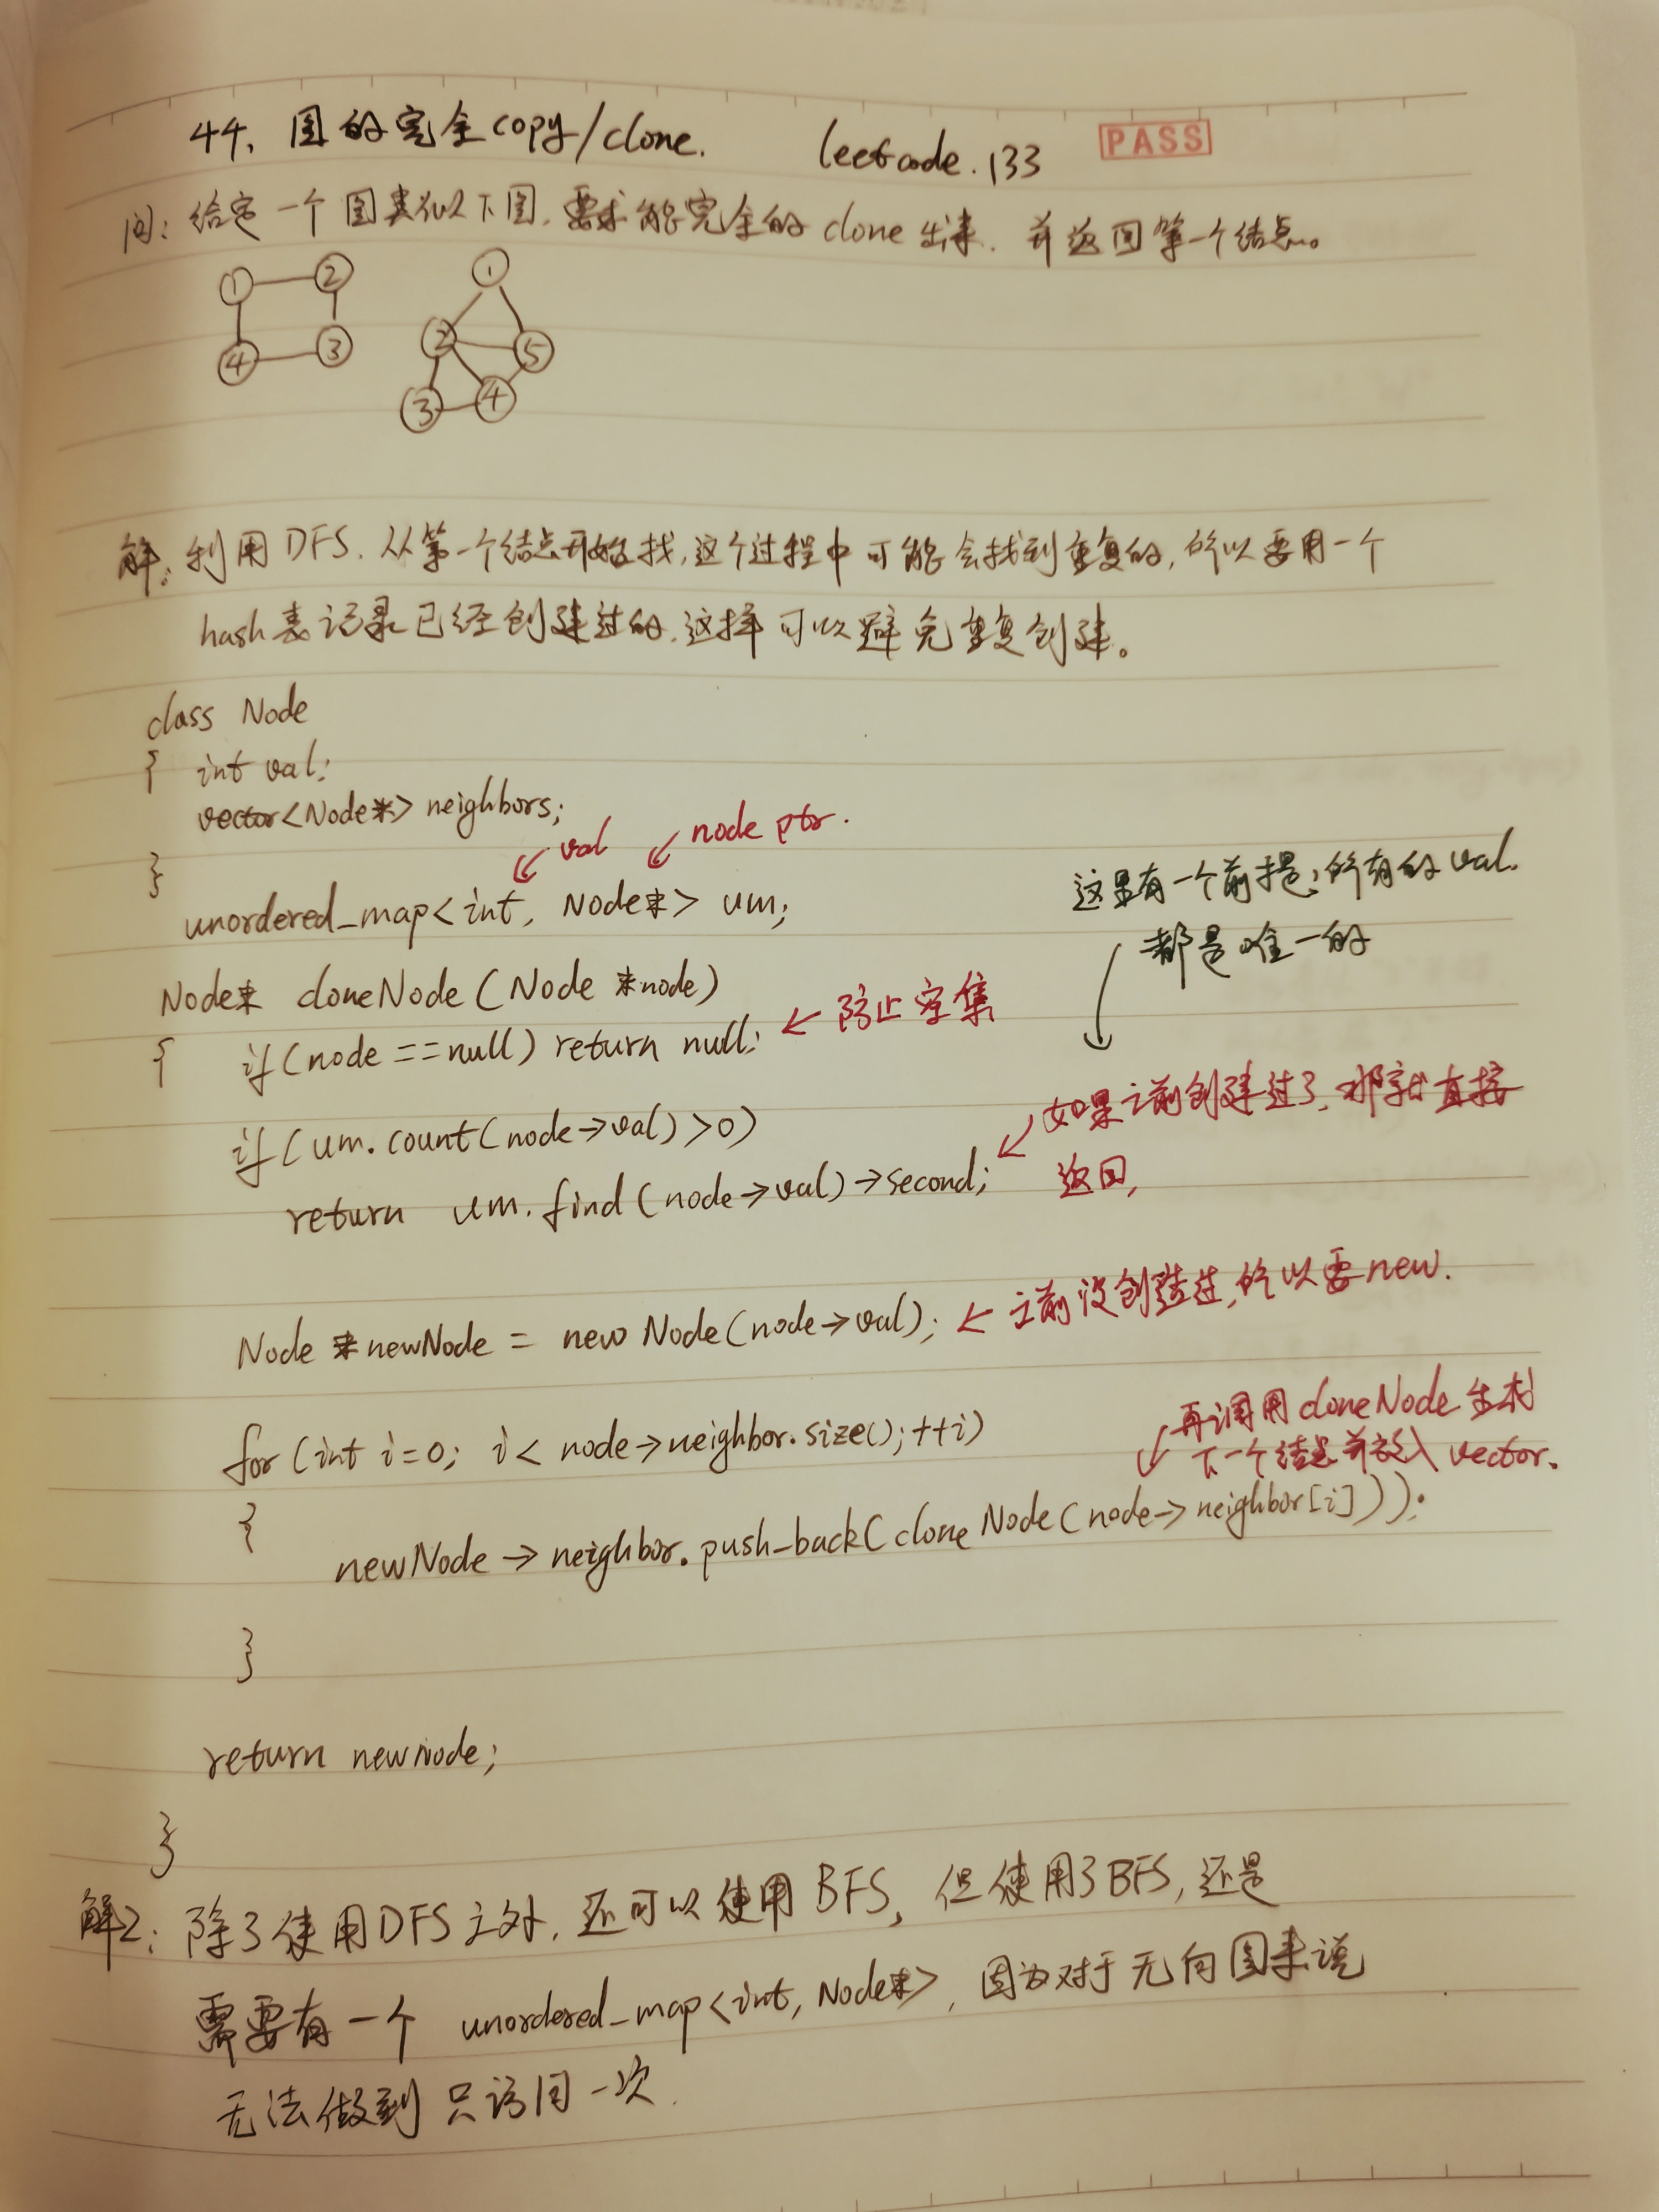 44、图的完全copy/clone. leetcode.133 PASS
问：给定一个图类似以下图，要求能完全的clone出来，并返回第一个结点。
① ② ①
② ⑤
④ ③ ③ ④
解：利用DFS，从第一个结点开始找，这个过程中可能会找到重复的，所以要用一个
hash表记录已经创建过的，这样可以避免重复创建。
class Node
{ int val;
vector<Node*> neighbors;
}
↙ val ↙ node ptr.
unordered_map<int, Node*> um;
这里有一个前提：所有的val.
都是唯一的
Node* cloneNode(Node *node)
{ if(node==null) return null; ← 防止空集
if(um.count(node→val)>0)
return um.find(node→val)→second;
↙ 如果之前创建过了，那就直接
返回，
Node *newNode = new Node(node→val); ← 之前没创造过，所以要new.
for(int i=0; i< node→neighbor.size();++i)
↙ 再调用cloneNode生成
下一个结点并放入vector.
{
newNode→neighbor.push_back(cloneNode(node→neighbor[i]));
}
return newnode;
}
解2：除了使用DFS之外，还可以使用BFS，但使用了BFS，还是
需要有一个 unordered_map<int, Node*>，因为对于无向图来说
无法做到只访问一次.